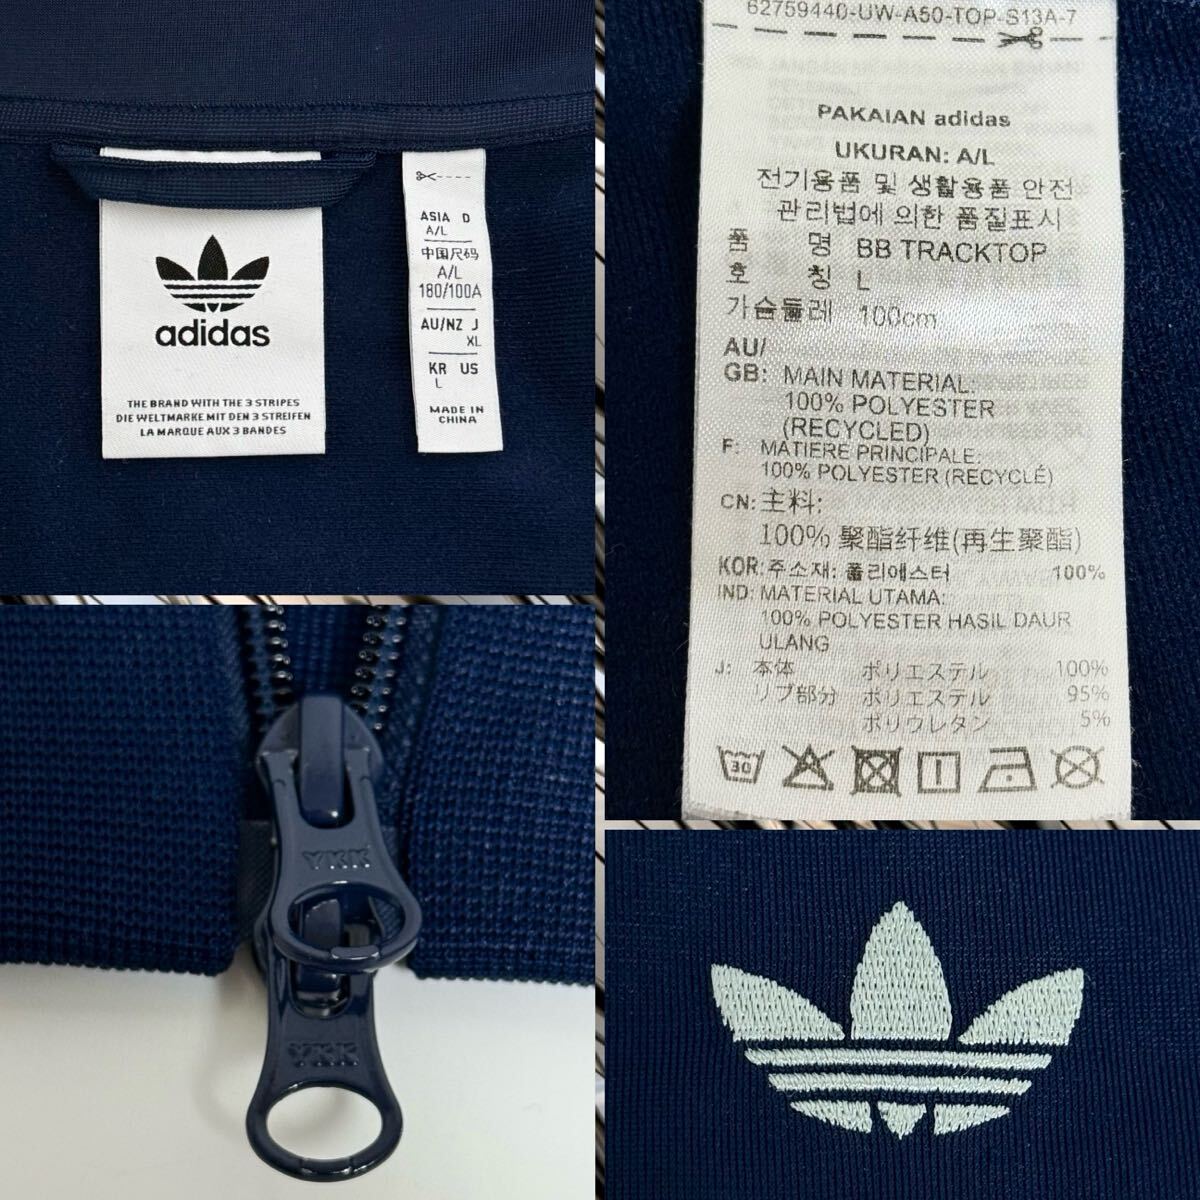 adidas
THE BRAND WITH THE 3 STRIPES
DIE WELTMARKE MIT DEN 3 STREIFEN
LA MARQUE AUX 3 BANDES
ASIA D
A/L
中国尺码
A/L
180/100A
AU/NZ J
XL
KR US
L
MADE IN
CHINA
62759440-UW-A50-TOP-S13A-7
PAKAIAN adidas
UKURAN: A/L
전기용품 및 생활용품 안전
관리법에 의한 품질표시
품 명 BB TRACKTOP
호 칭 L
가슴둘레 100cm
AU/
GB: MAIN MATERIAL:
100% POLYESTER
(RECYCLED)
F: MATIERE PRINCIPALE:
100% POLYESTER (RECYCLÉ)
CN: 主料:
100% 聚酯纤维(再生聚酯)
KOR: 주소재: 폴리에스터 100%
IND: MATERIAL UTAMA:
100% POLYESTER HASIL DAUR
ULANG
J: 本体 ポリエステル 100%
リブ部分 ポリエステル 95%
ポリウレタン 5%
30
YKK
YKK